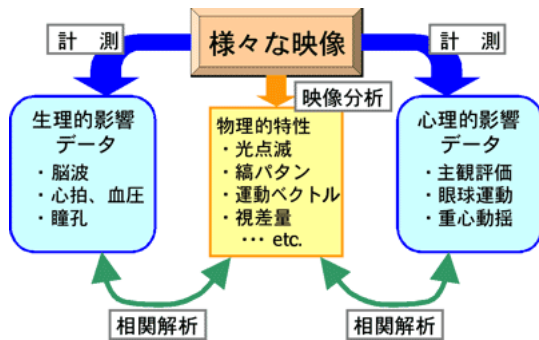 様々な映像
計 測
計 測
映像分析
生理的影響
データ
・脳波
・心拍、血圧
・瞳孔
物理的特性
・光点滅
・縞パタン
・運動ベクトル
・視差量
… etc.
心理的影響
データ
・主観評価
・眼球運動
・重心動揺
相関解析
相関解析